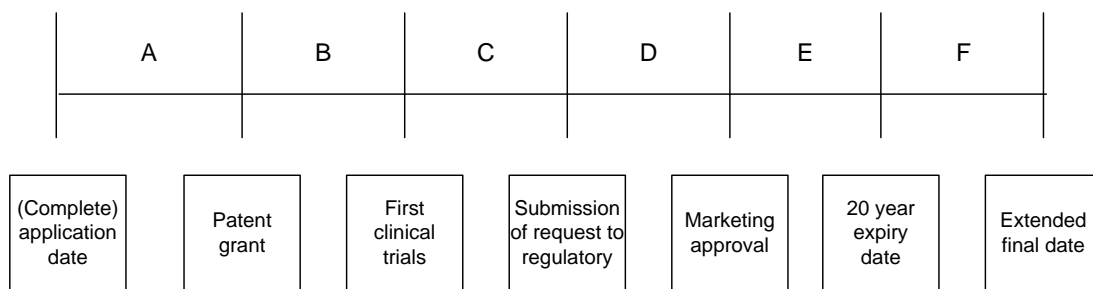 A B C D E F
(Complete)
application
date
Patent
grant
First
clinical
trials
Submission
of request to
regulatory
Marketing
approval
20 year
expiry
date
Extended
final date